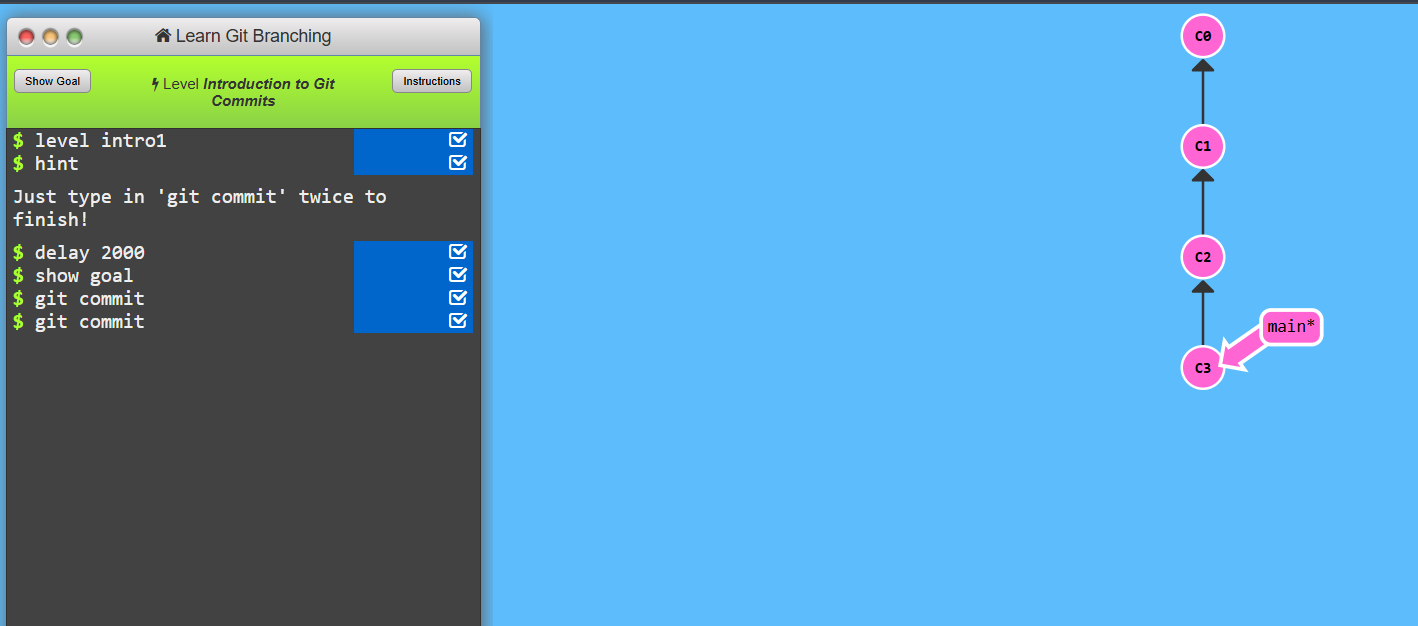 Learn Git Branching
Show Goal
Level Introduction to Git
Commits
Instructions
$ level intro1
$ hint
Just type in 'git commit' twice to
finish!
$ delay 2000
$ show goal
$ git commit
$ git commit
C0
C1
C2
main*
C3